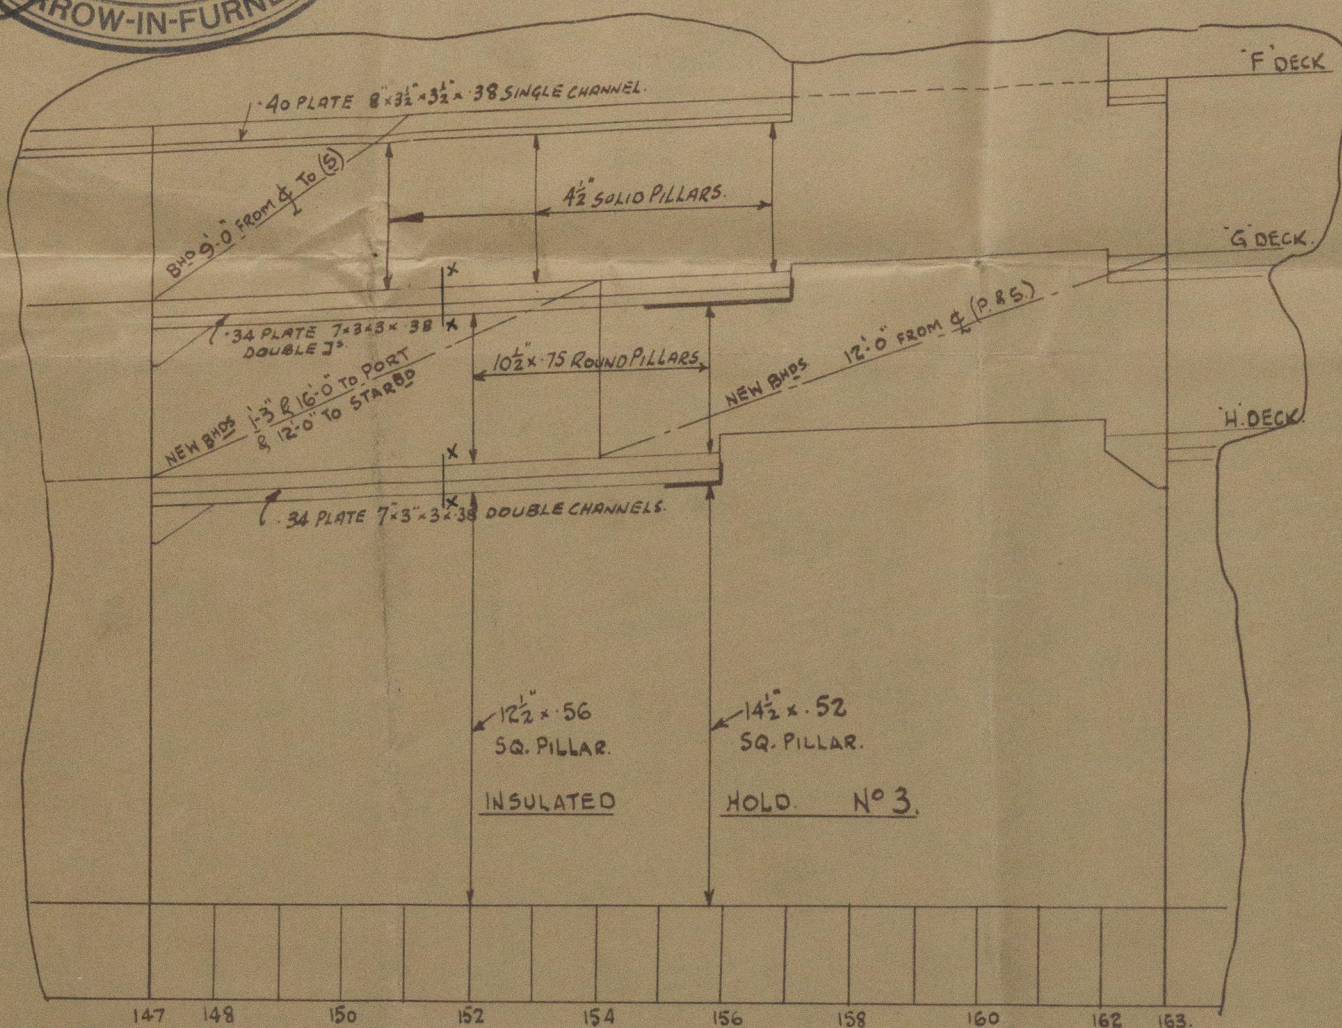 ROW-IN-FURNE
'F' DECK
.40 PLATE 8"×3½"×3½"×.38 SINGLE CHANNEL.
BHD 9'-0" FROM ℄ TO (S)
4½" SOLID PILLARS.
'G' DECK.
X
X
.34 PLATE 7×3×3×.38
DOUBLE ]S.
10½"×.75 ROUND PILLARS
NEW BHDS 12'-0" FROM ℄ (P. & S.)
NEW BHDS 1'-3" & 16'-0" TO PORT
& 12'-0" TO STARBD
'H' DECK.
X
X
.34 PLATE 7"×3"×3"×.38 DOUBLE CHANNELS.
12½"×.56
SQ. PILLAR.
14½"×.52
SQ. PILLAR.
INSULATED HOLD. Nº 3.
147 148 150 152 154 156 158 160 162 163.